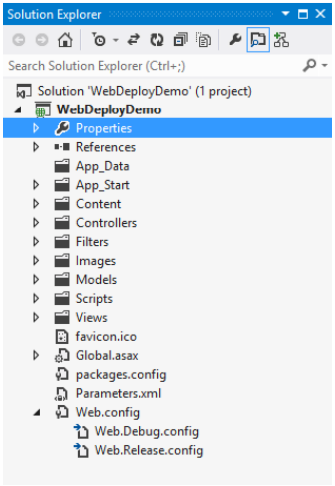 Solution Explorer
Search Solution Explorer (Ctrl+;)
Solution 'WebDeployDemo' (1 project)
WebDeployDemo
Properties
References
App_Data
App_Start
Content
Controllers
Filters
Images
Models
Scripts
Views
favicon.ico
Global.asax
packages.config
Parameters.xml
Web.config
Web.Debug.config
Web.Release.config